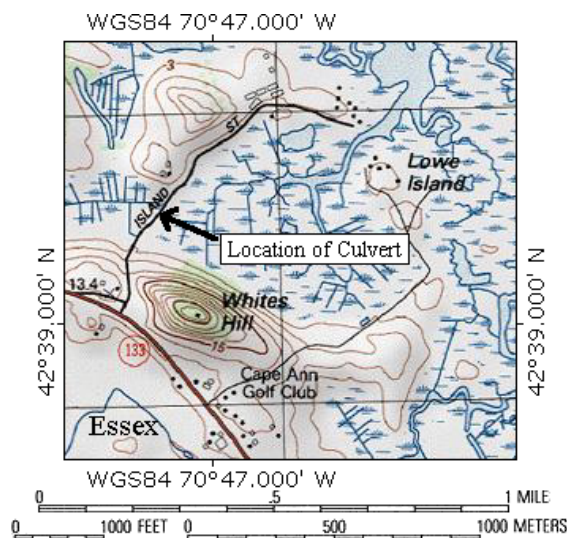 WGS84 70°47.000' W
3
ST
ISLAND
Lowe
Island
Location of Culvert
13.4
Whites
Hill
15
133
Cape Ann
Golf Club
Essex
42°39.000' N
42°39.000' N
WGS84 70°47.000' W
0 .5 1 MILE
0 1000 FEET 0 500 1000 METERS